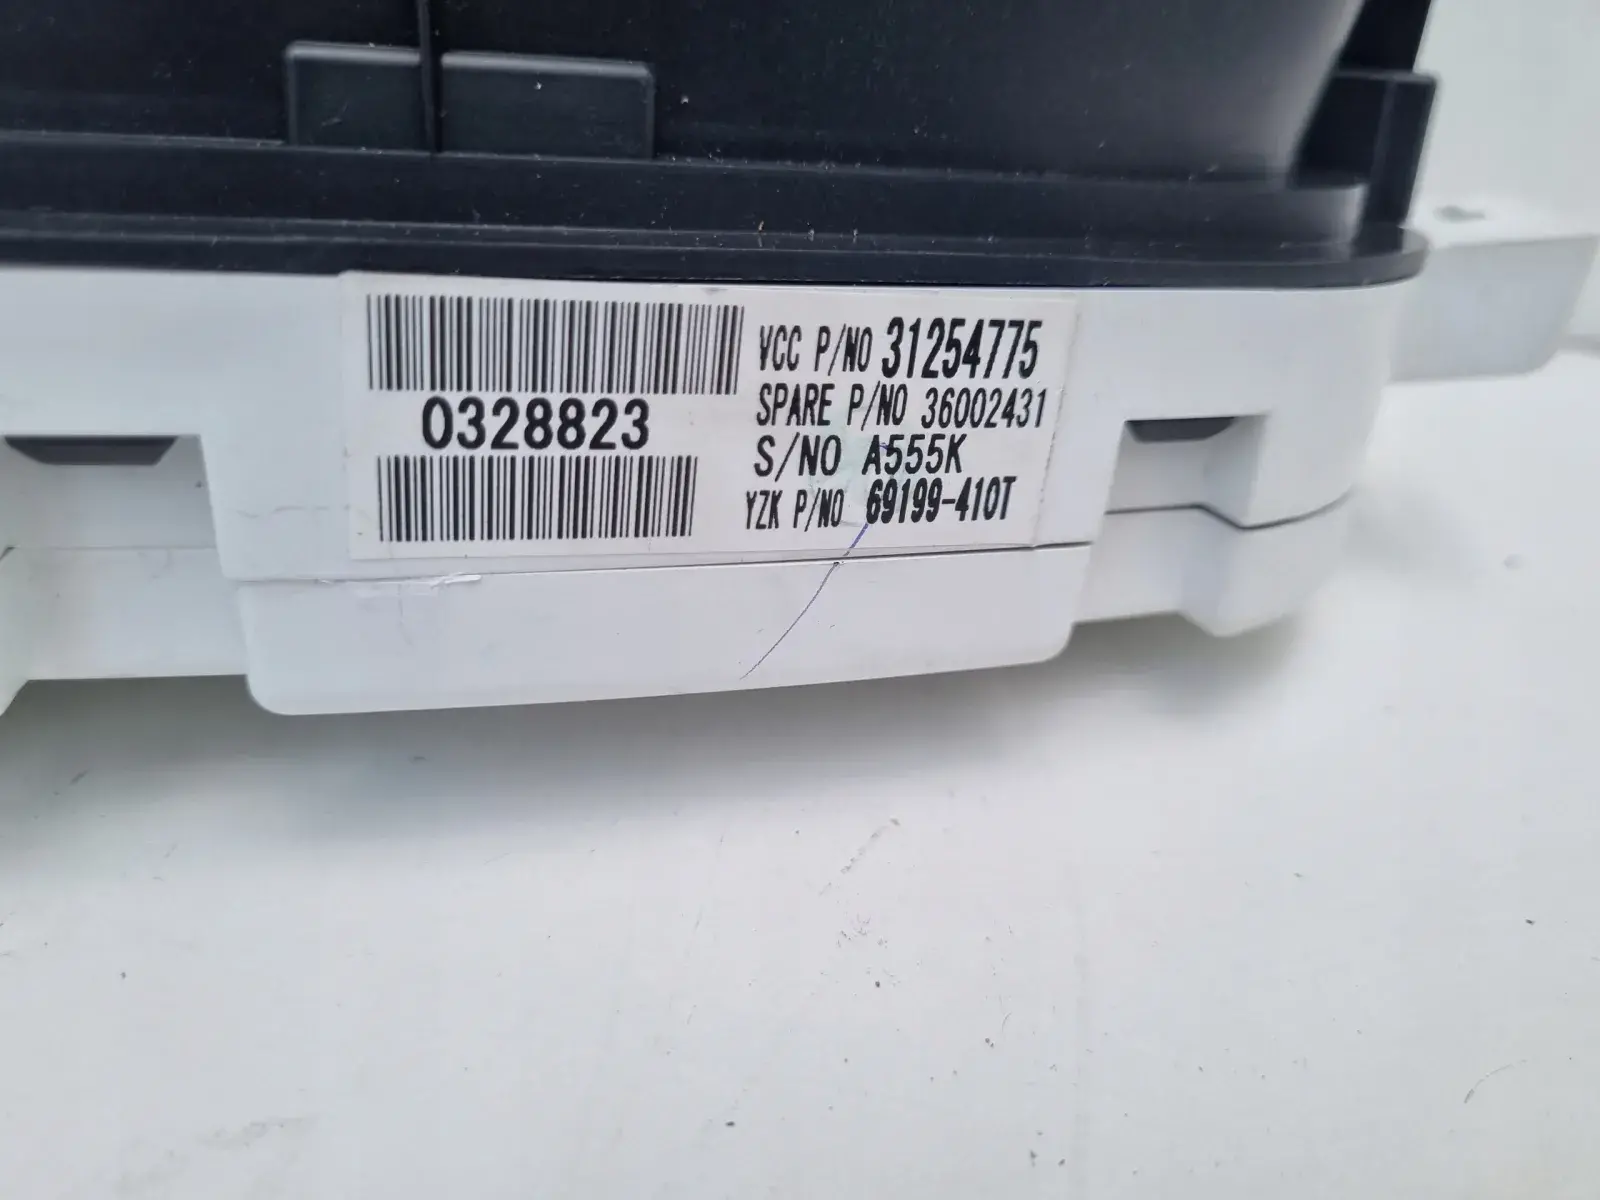 0328823
VCC P/NO 31254775
SPARE P/NO 36002431
S/NO A555K
YZK P/NO 69199-410T